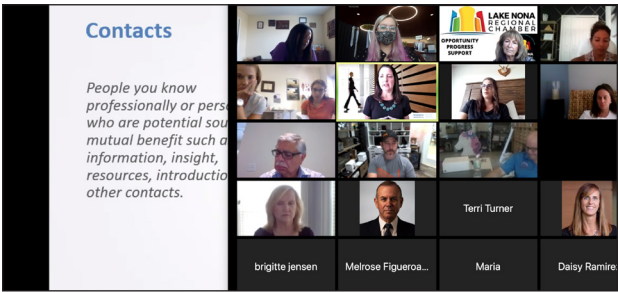 Contacts
People you know
professionally or pers
who are potential sou
mutual benefit such a
information, insight,
resources, introductio
other contacts.
LAKE NONA
REGIONAL
CHAMBER
OPPORTUNITY
PROGRESS
SUPPORT
Terri Turner
brigitte jensen
Melrose Figueroa...
Maria
Daisy Ramire